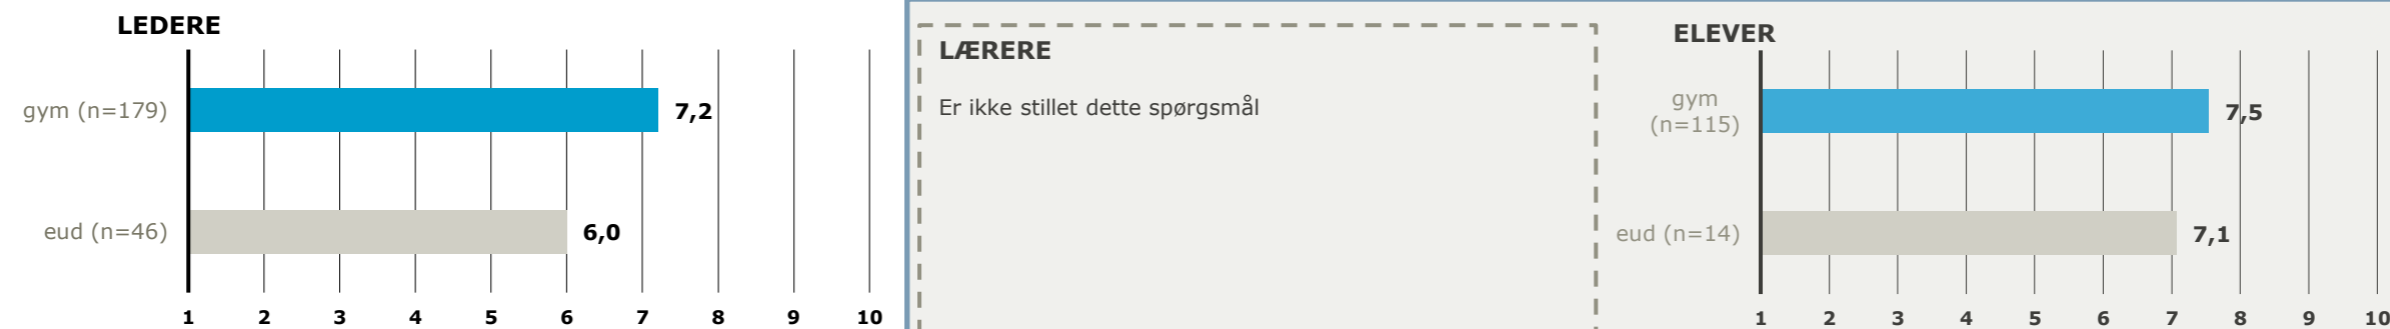 LEDERE
gym (n=179)
7,2
eud (n=46)
6,0
1 2 3 4 5 6 7 8 9 10
LÆRERE
Er ikke stillet dette spørgsmål
ELEVER
gym
(n=115)
7,5
eud (n=14)
7,1
1 2 3 4 5 6 7 8 9 10